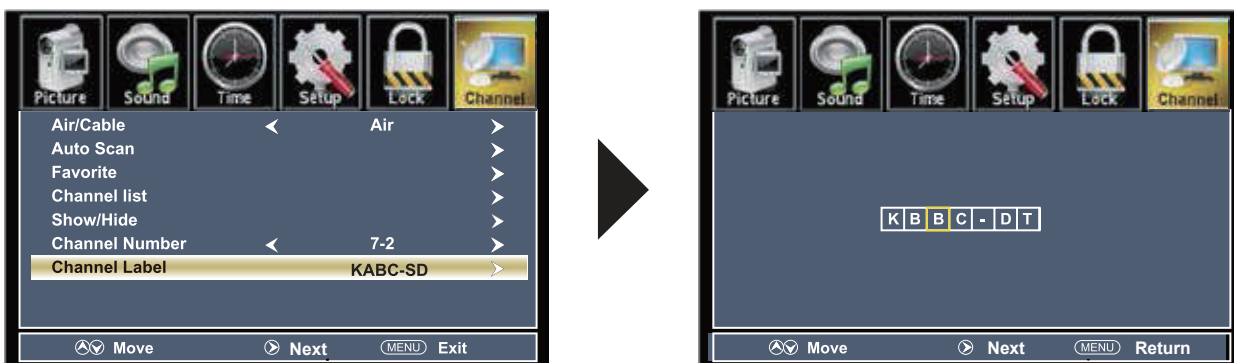 Picture Sound Time Setup Lock Channel
Air/Cable Air
Auto Scan
Favorite
Channel list
Show/Hide
Channel Number 7-2
Channel Label KABC-SD
Move Next MENU Exit
Picture Sound Time Setup Lock Channel
KBBC-DT
Move Next MENU Return